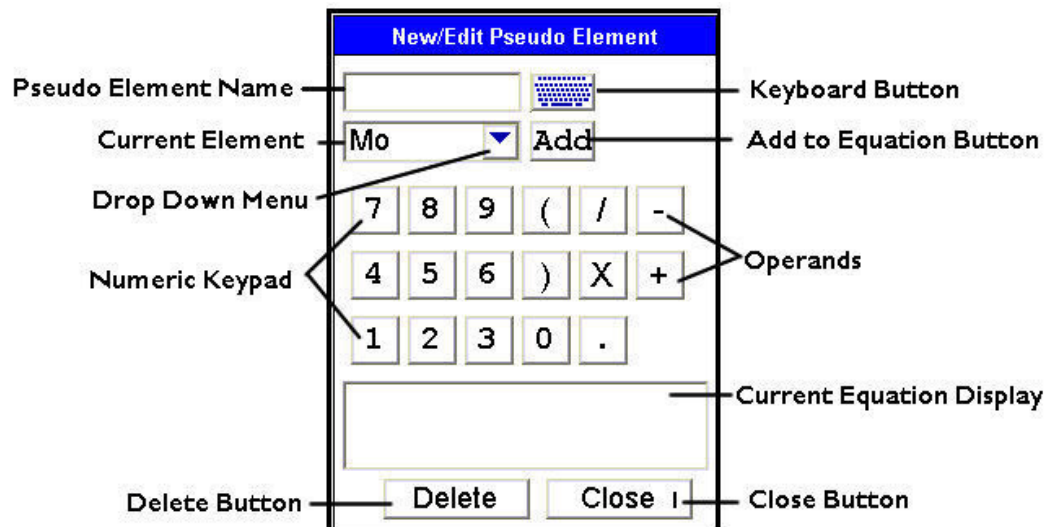 New/Edit Pseudo Element
Pseudo Element Name
Keyboard Button
Current Element
Mo
Add
Add to Equation Button
Drop Down Menu
7 8 9 ( / -
Numeric Keypad
4 5 6 ) X +
Operands
1 2 3 0 .
Current Equation Display
Delete Button
Delete
Close
Close Button